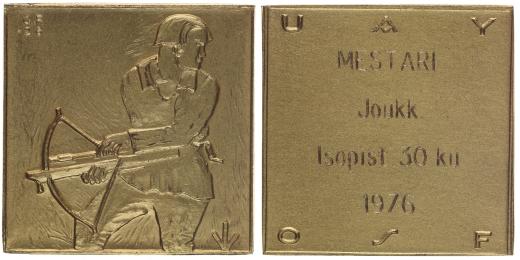 U A Y
MESTARI
Joukk.
Isopist 30 ku
1976
O S F